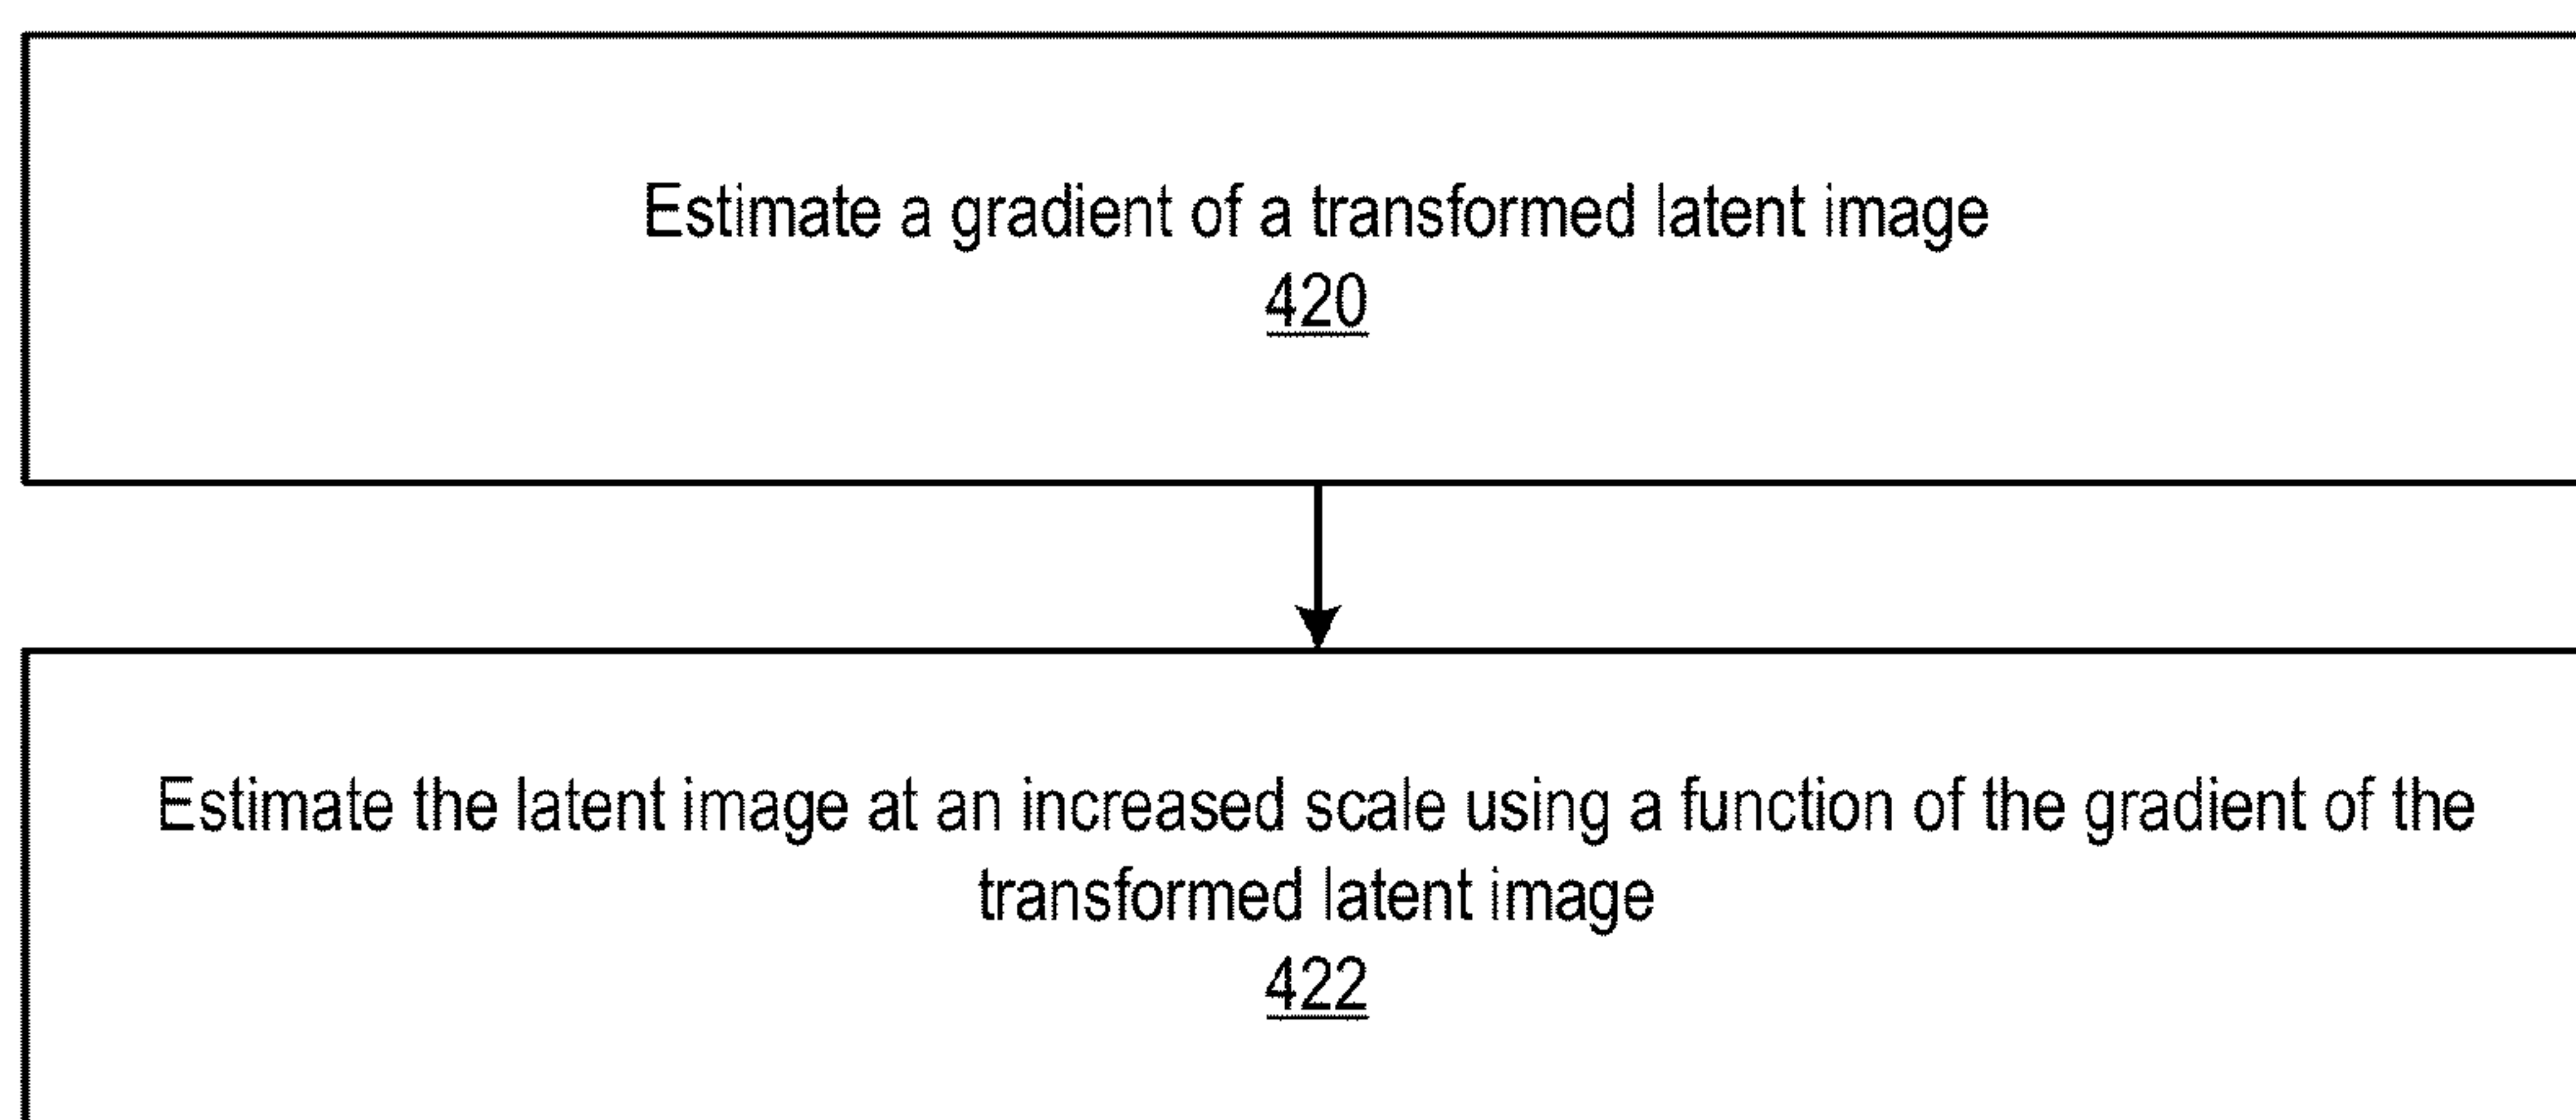 Estimate a gradient of a transformed latent image
420
Estimate the latent image at an increased scale using a function of the gradient of the
transformed latent image
422